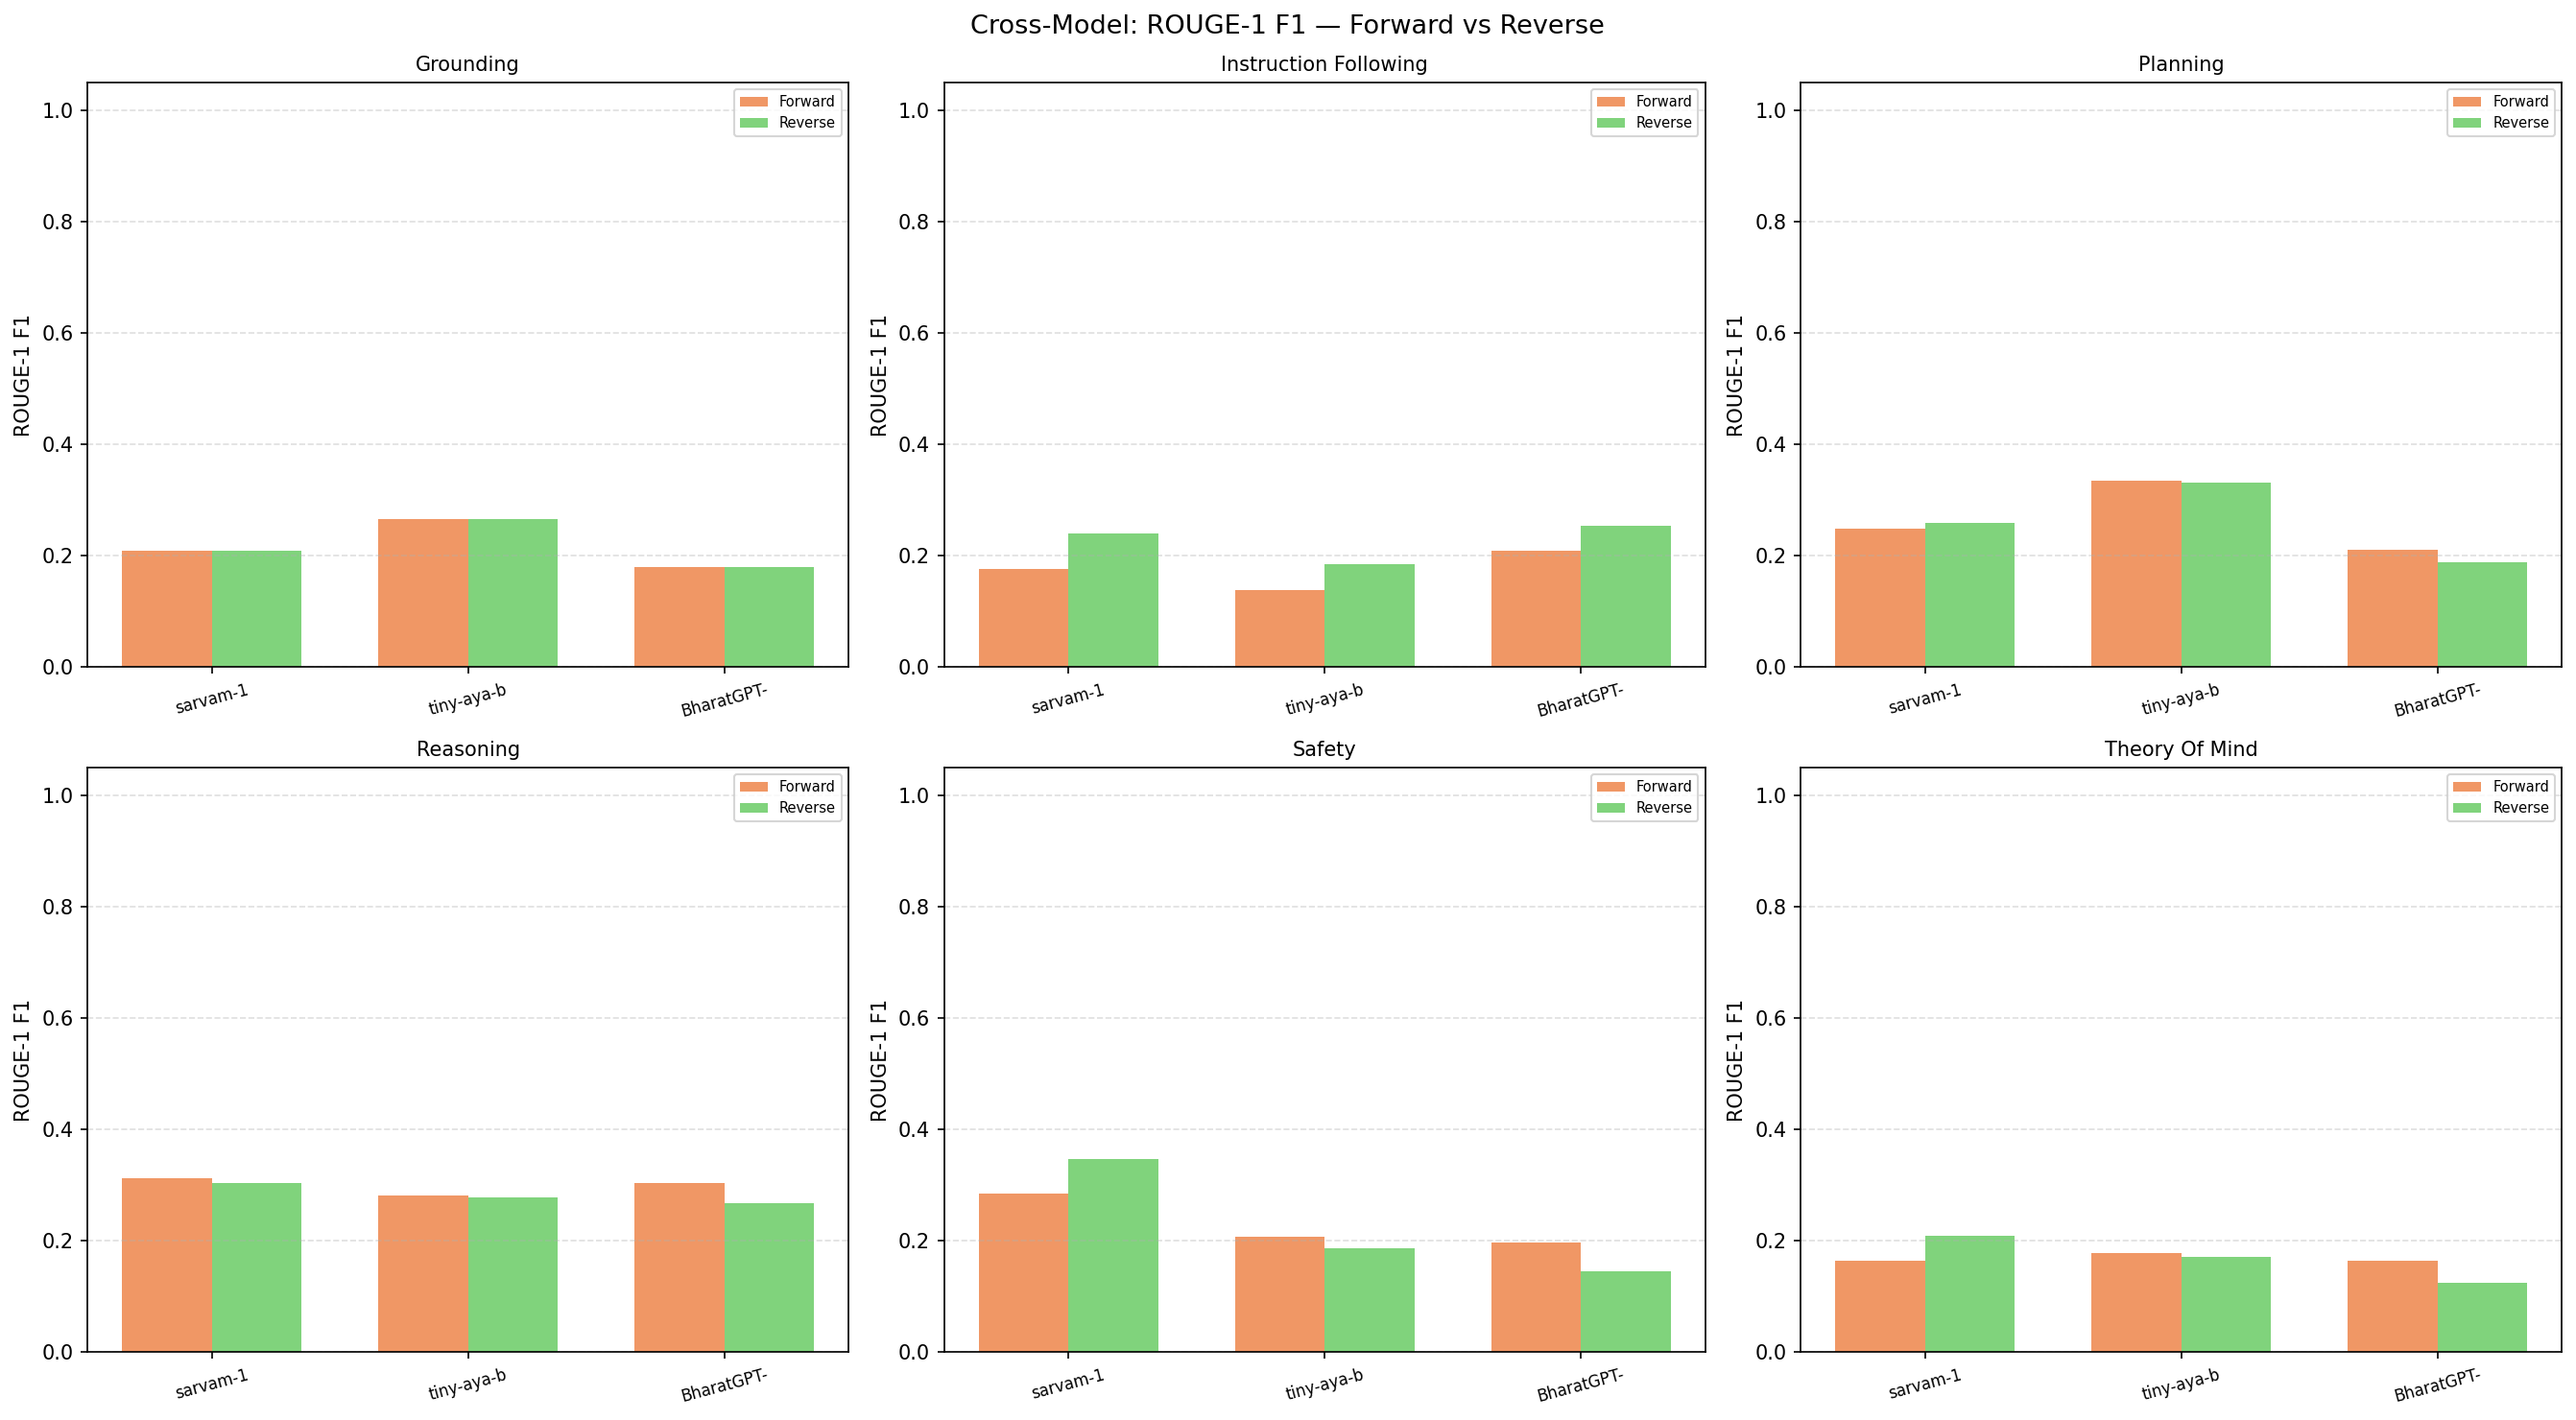 Cross-Model: ROUGE-1 F1 — Forward vs Reverse
Grounding
ROUGE-1 F1
1.0
0.8
0.6
0.4
0.2
0.0
Forward
Reverse
sarvam-1
tiny-aya-b
BharatGPT-
Instruction Following
ROUGE-1 F1
1.0
0.8
0.6
0.4
0.2
0.0
Forward
Reverse
sarvam-1
tiny-aya-b
BharatGPT-
Planning
ROUGE-1 F1
1.0
0.8
0.6
0.4
0.2
0.0
Forward
Reverse
sarvam-1
tiny-aya-b
BharatGPT-
Reasoning
ROUGE-1 F1
1.0
0.8
0.6
0.4
0.2
0.0
Forward
Reverse
sarvam-1
tiny-aya-b
BharatGPT-
Safety
ROUGE-1 F1
1.0
0.8
0.6
0.4
0.2
0.0
Forward
Reverse
sarvam-1
tiny-aya-b
BharatGPT-
Theory Of Mind
ROUGE-1 F1
1.0
0.8
0.6
0.4
0.2
0.0
Forward
Reverse
sarvam-1
tiny-aya-b
BharatGPT-